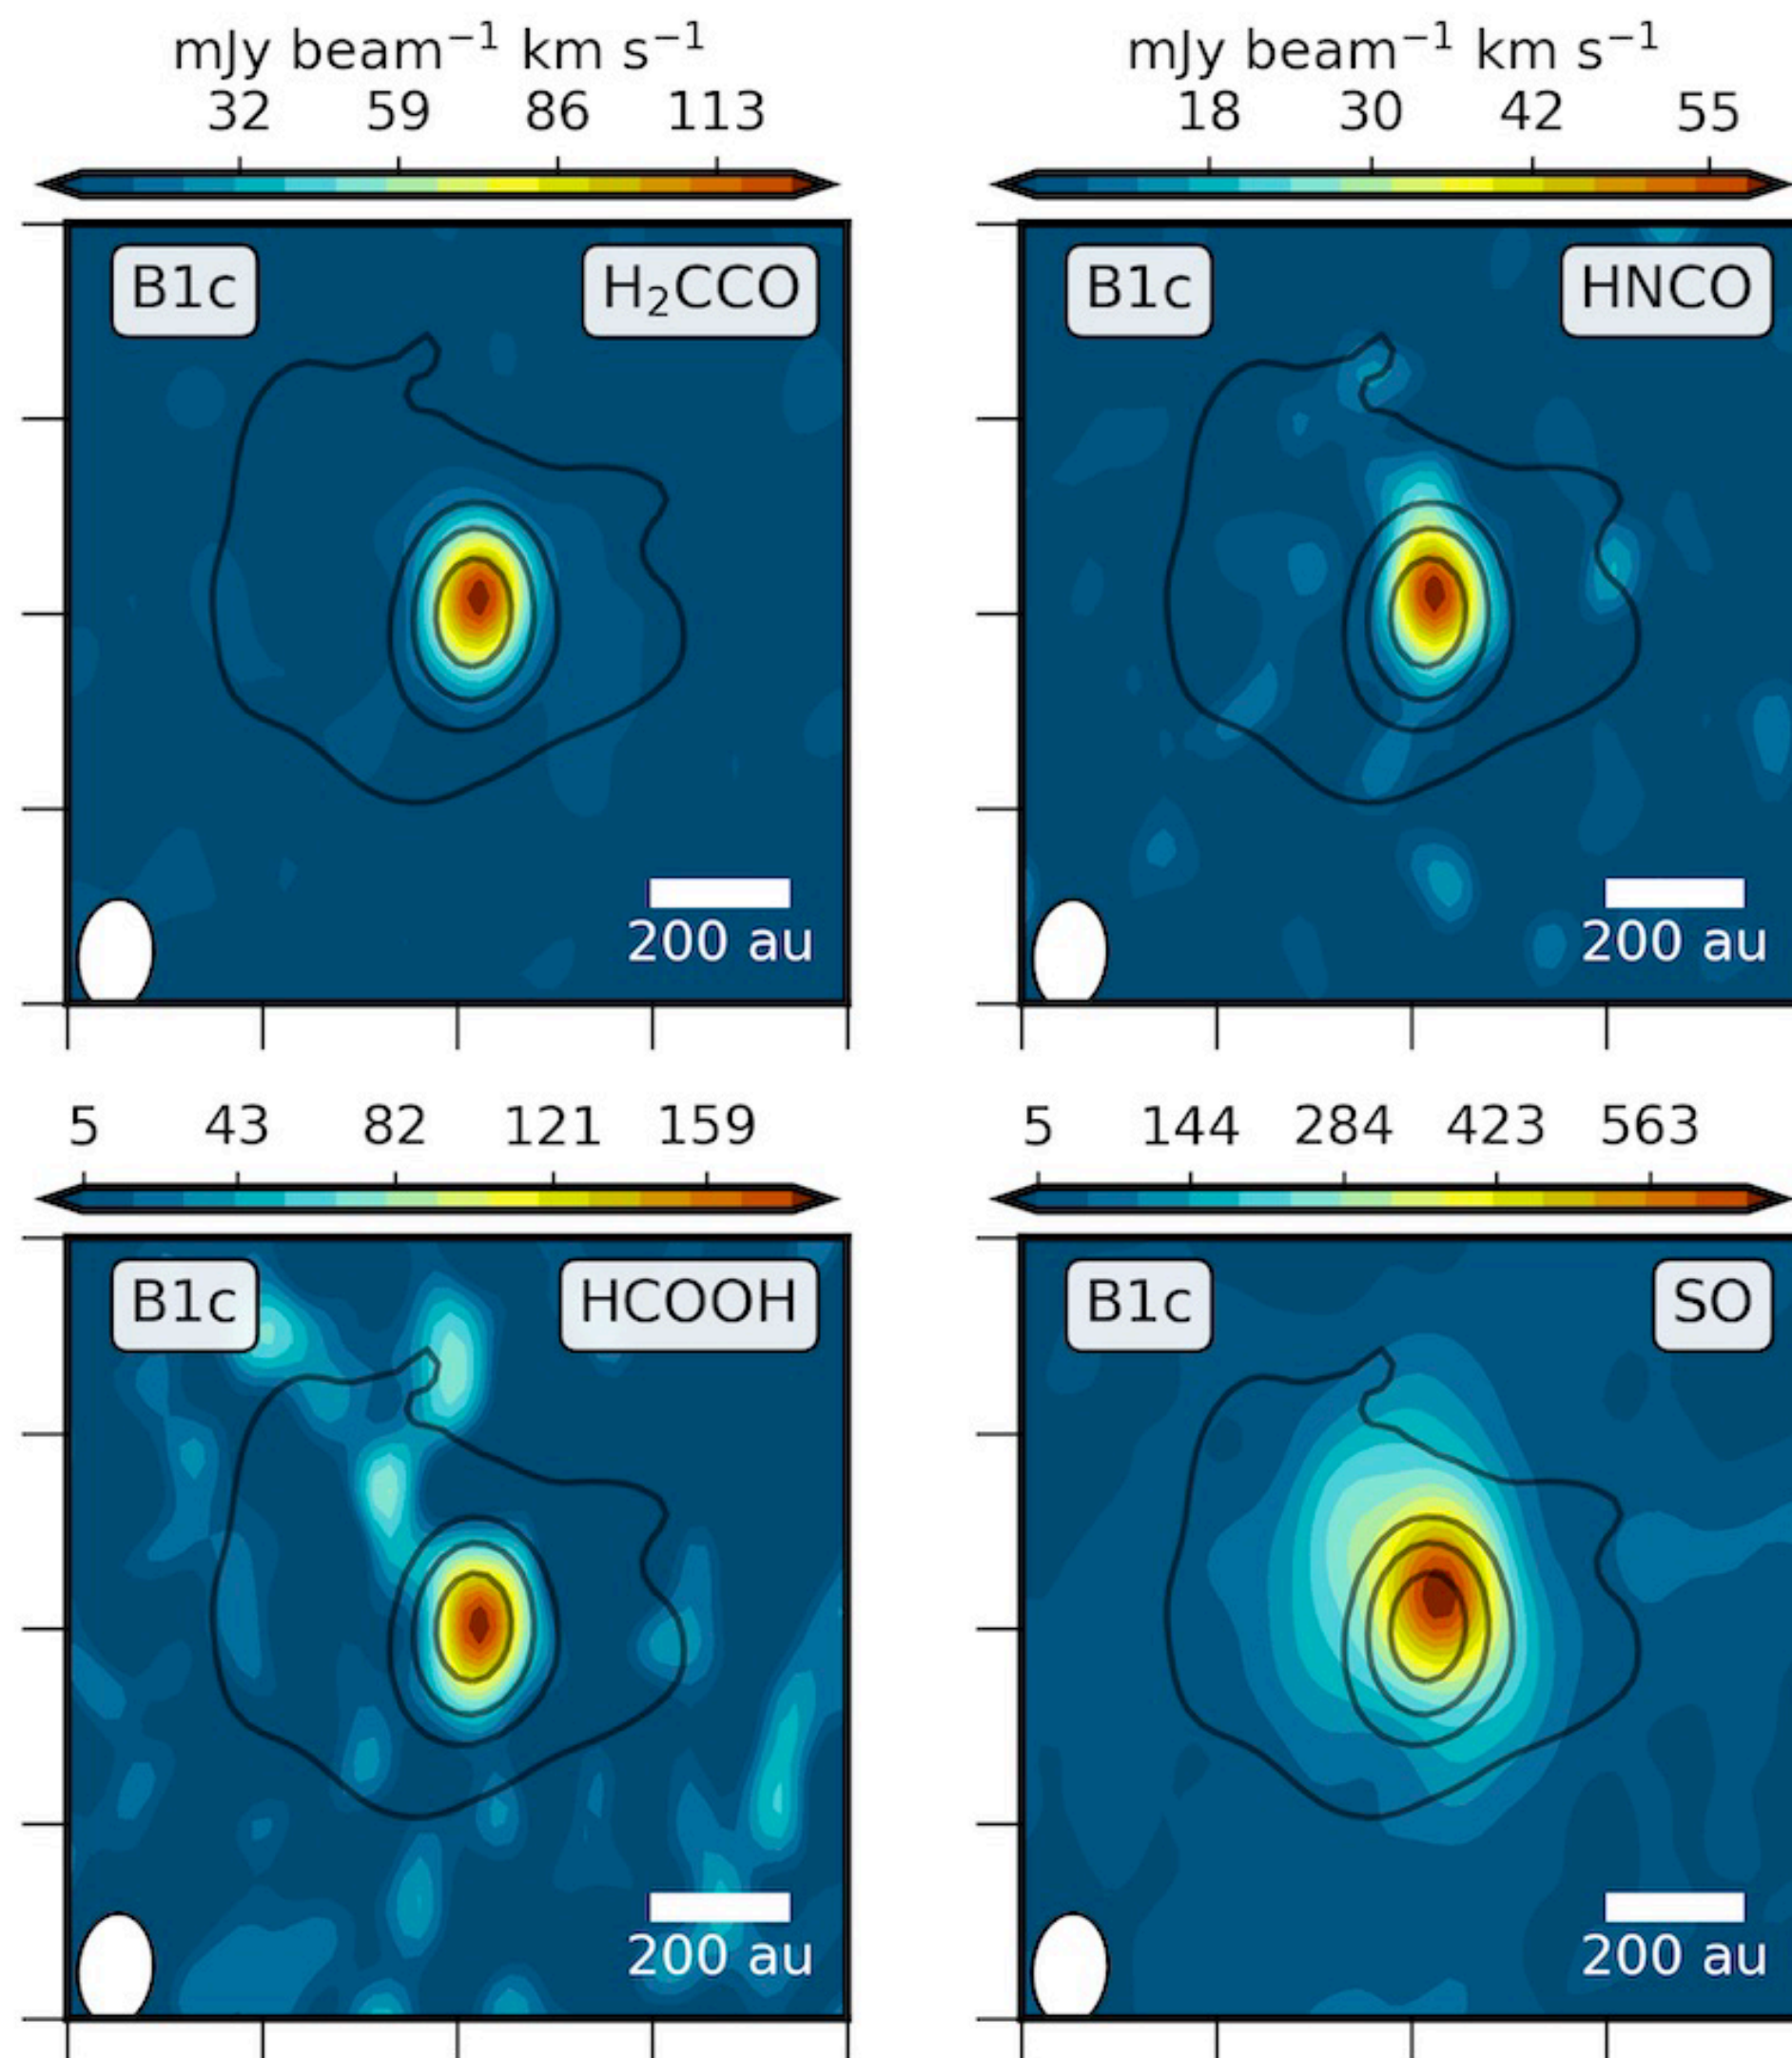 mJy beam⁻¹ km s⁻¹
32 59 86 113
B1c H₂CCO
200 au
mJy beam⁻¹ km s⁻¹
18 30 42 55
B1c HNCO
200 au
5 43 82 121 159
B1c HCOOH
200 au
5 144 284 423 563
B1c SO
200 au